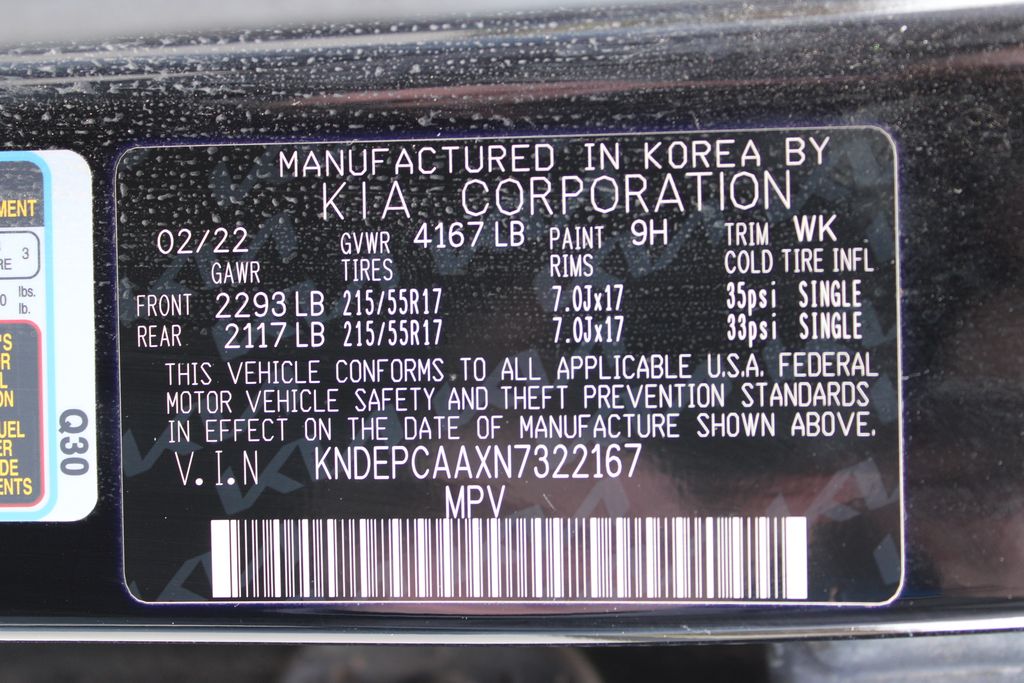 MANUFACTURED IN KOREA BY
KIA CORPORATION
02/22 GVWR 4167 LB PAINT 9H TRIM WK
GAWR TIRES RIMS COLD TIRE INFL
FRONT 2293 LB 215/55R17 7.0Jx17 35psi SINGLE
REAR 2117 LB 215/55R17 7.0Jx17 33psi SINGLE
THIS VEHICLE CONFORMS TO ALL APPLICABLE U.S.A. FEDERAL
MOTOR VEHICLE SAFETY AND THEFT PREVENTION STANDARDS
IN EFFECT ON THE DATE OF MANUFACTURE SHOWN ABOVE.
V.I.N KNDEPCAAXN7322167
MPV
Q30
3
lbs.
lb.